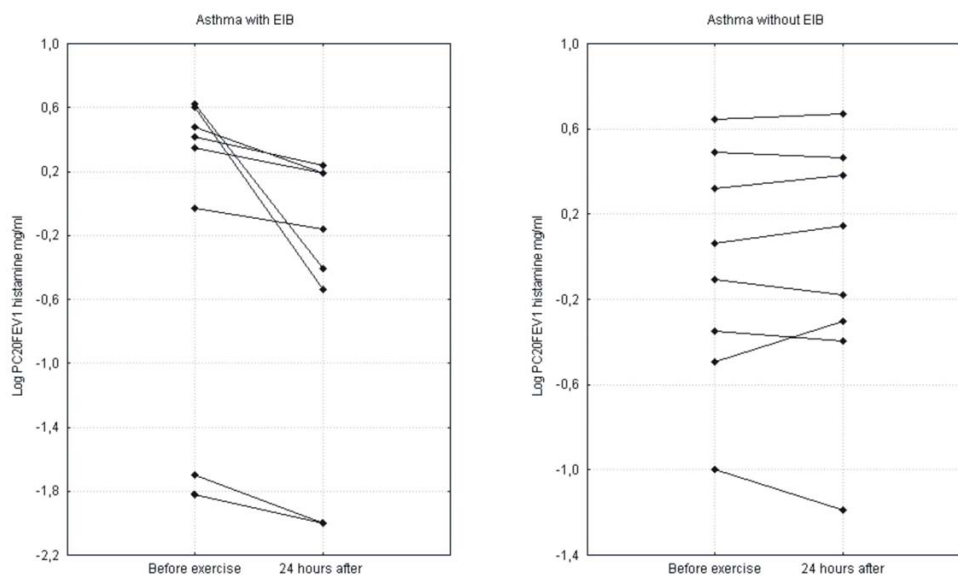 Asthma with EIB
1,0
0,6
0,2
-0,2
-0,6
-1,0
-1,4
-1,8
-2,2
Log PC20FEV1 histamine mg/ml
Before exercise
24 hours after
Asthma without EIB
1,0
0,6
0,2
-0,2
-0,6
-1,0
-1,4
Log PC20FEV1 histamine mg/ml
Before exercise
24 hours after